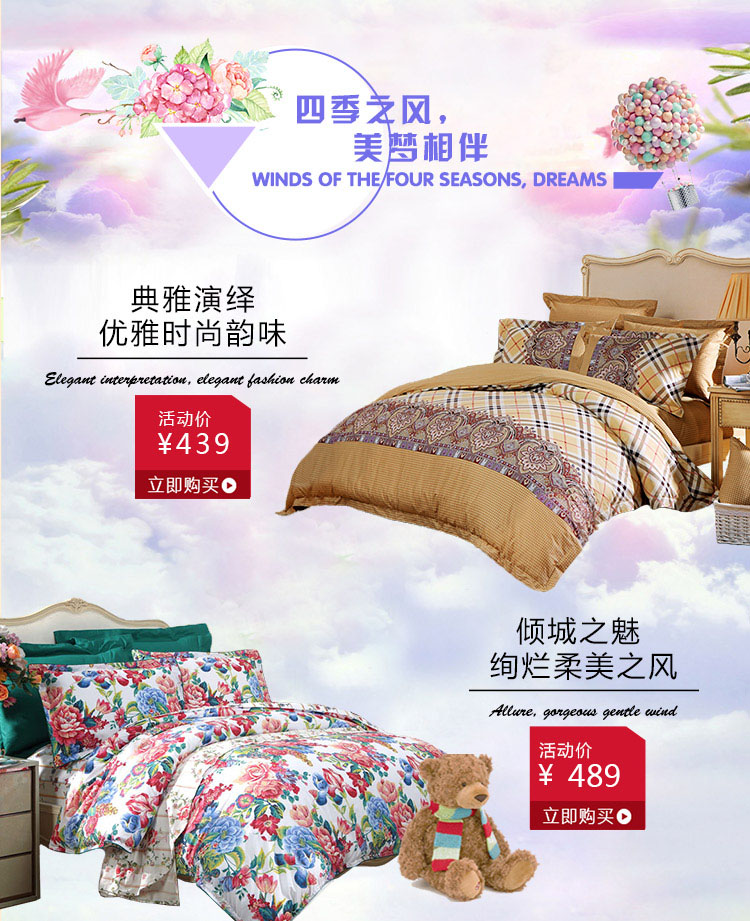 四季之风，
美梦相伴
WINDS OF THE FOUR SEASONS, DREAMS
典雅演绎
优雅时尚韵味
Elegant interpretation, elegant fashion charm
活动价
¥439
立即购买
倾城之魅
绚烂柔美之风
Allure, gorgeous gentle wind
活动价
¥ 489
立即购买